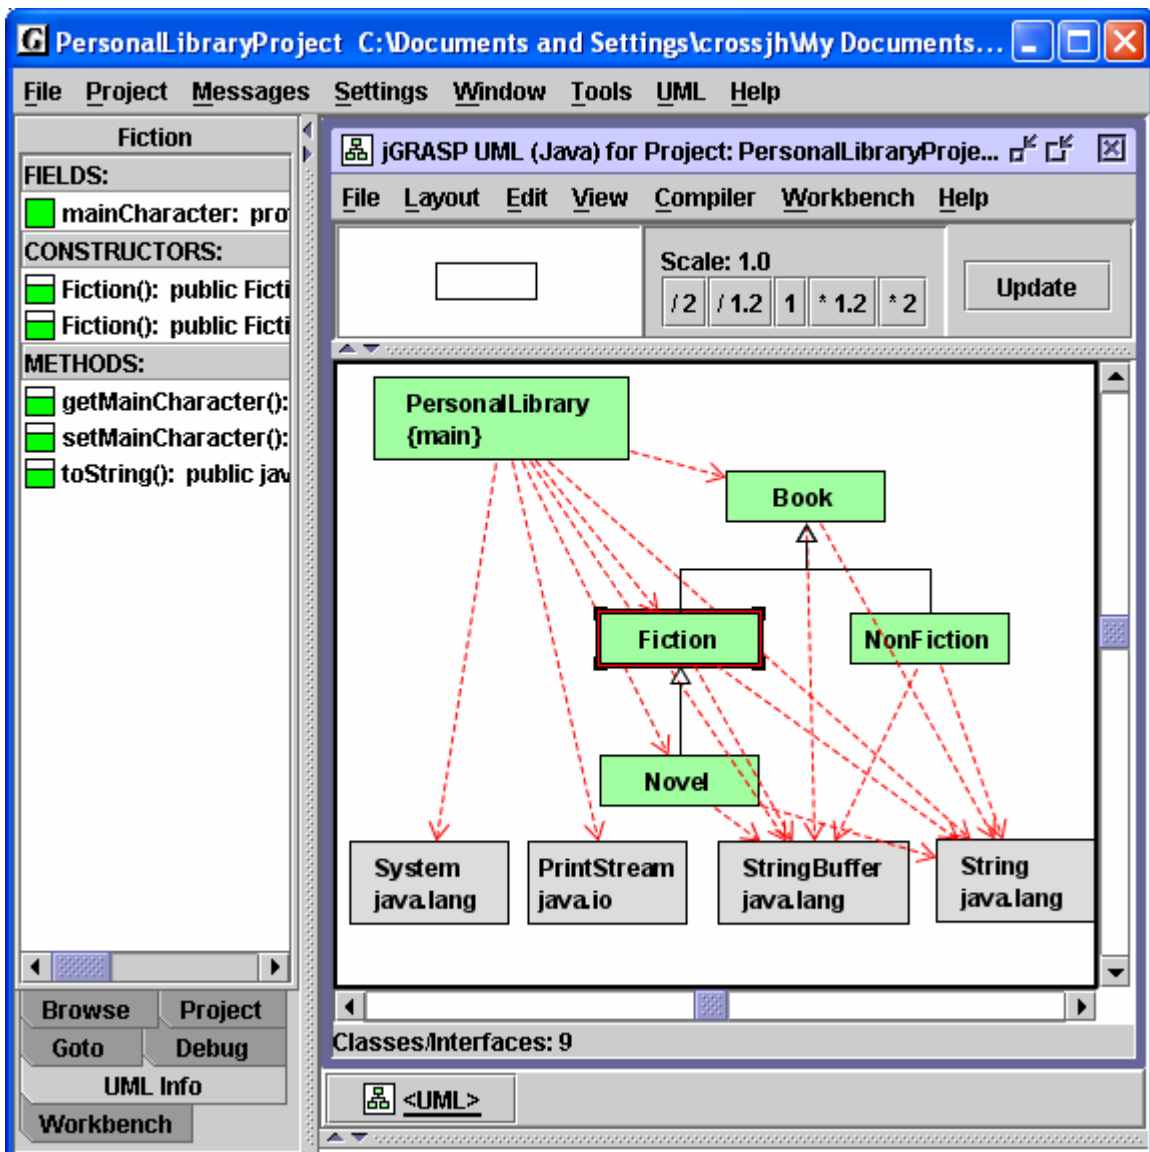 PersonalLibraryProject C:\Documents and Settings\crossjh\My Documents...
File Project Messages Settings Window Tools UML Help
Fiction
FIELDS:
mainCharacter: pro
CONSTRUCTORS:
Fiction(): public Ficti
Fiction(): public Ficti
METHODS:
getMainCharacter():
setMainCharacter():
toString(): public jav
Browse Project
Goto Debug
UML Info
Workbench
jGRASP UML (Java) for Project: PersonalLibraryProje...
File Layout Edit View Compiler Workbench Help
Scale: 1.0
/ 2 / 1.2 1 * 1.2 * 2
Update
PersonalLibrary
{main}
Book
Fiction
NonFiction
Novel
System
java.lang
PrintStream
java.io
StringBuffer
java.lang
String
java.lang
Classes/Interfaces: 9
<UML>